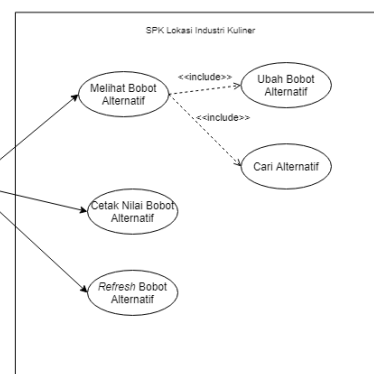 SPK Lokasi Industri Kuliner
Melihat Bobot
Alternatif
<<include>>
Ubah Bobot
Alternatif
<<include>>
Cari Alternatif
Cetak Nilai Bobot
Alternatif
Refresh Bobot
Alternatif